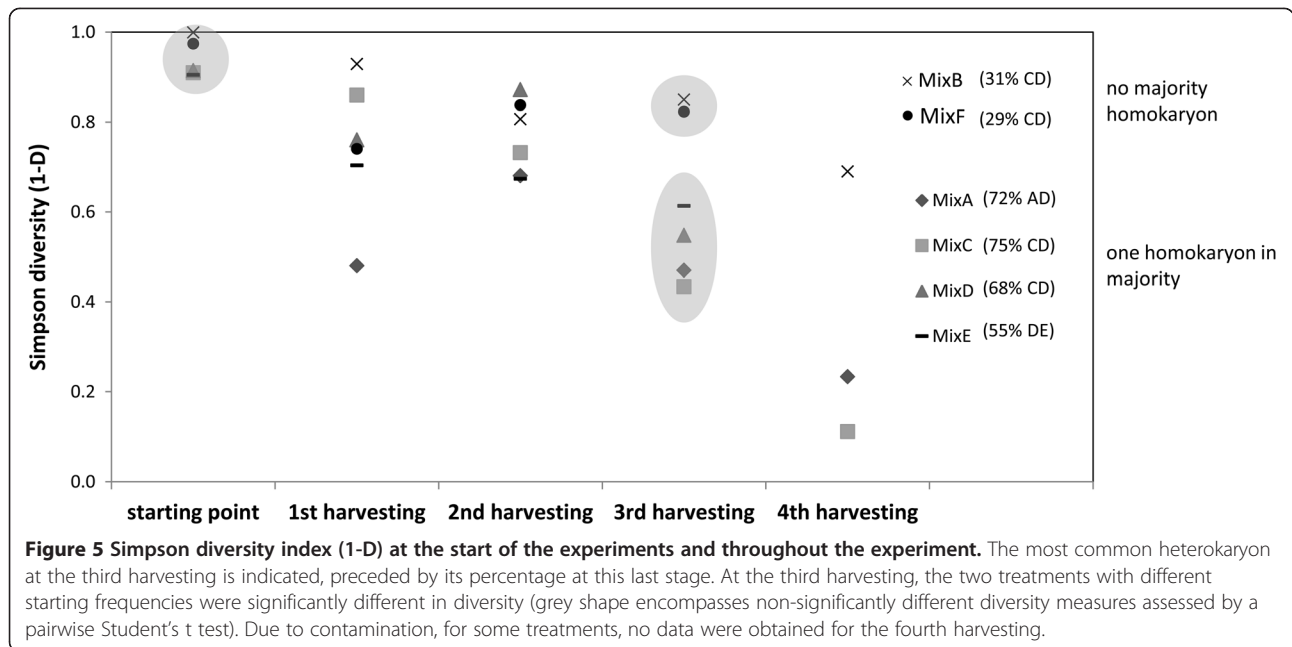 1.0
0.8
0.6
0.4
0.2
0.0
Simpson diversity (1-D)
× MixB (31% CD)
● MixF (29% CD)
◆ MixA (72% AD)
■ MixC (75% CD)
▲ MixD (68% CD)
– MixE (55% DE)
no majority
homokaryon
one homokaryon in
majority
starting point 1st harvesting 2nd harvesting 3rd harvesting 4th harvesting
Figure 5 Simpson diversity index (1-D) at the start of the experiments and throughout the experiment. The most common heterokaryon
at the third harvesting is indicated, preceded by its percentage at this last stage. At the third harvesting, the two treatments with different
starting frequencies were significantly different in diversity (grey shape encompasses non-significantly different diversity measures assessed by a
pairwise Student's t test). Due to contamination, for some treatments, no data were obtained for the fourth harvesting.